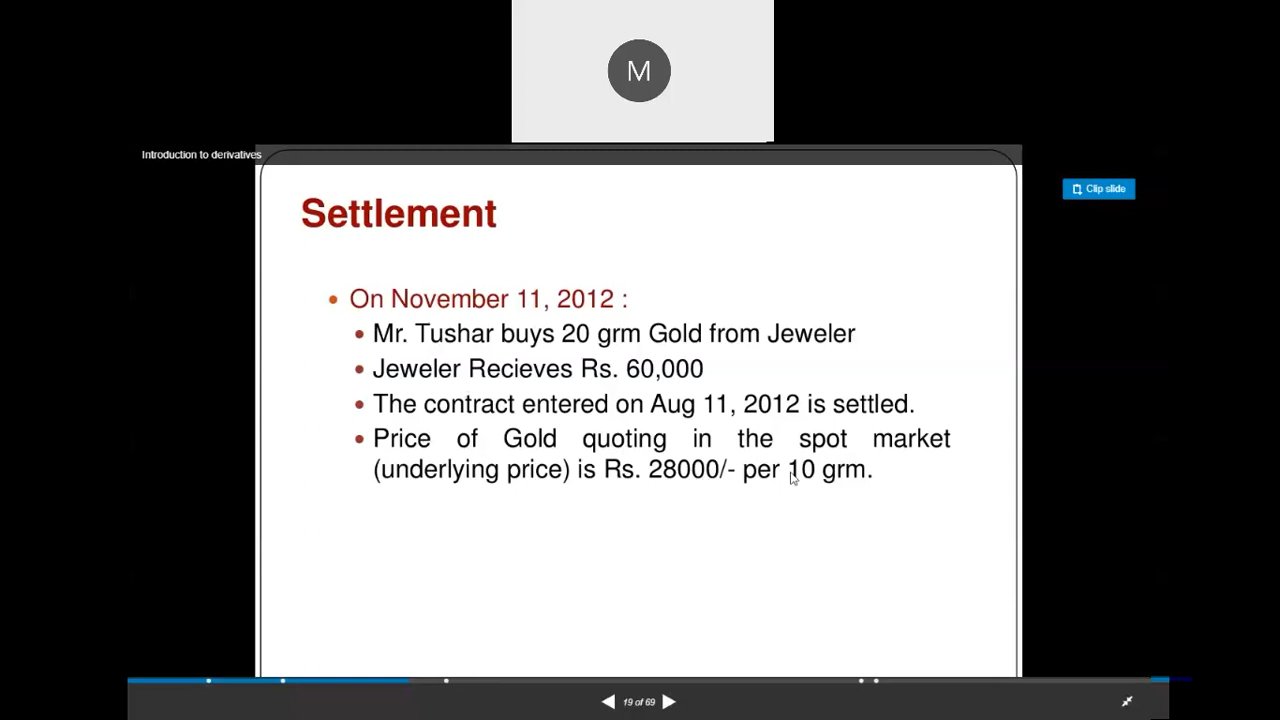 M
Introduction to derivatives
Clip slide
Settlement
• On November 11, 2012 :
• Mr. Tushar buys 20 grm Gold from Jeweler
• Jeweler Recieves Rs. 60,000
• The contract entered on Aug 11, 2012 is settled.
• Price of Gold quoting in the spot market
(underlying price) is Rs. 28000/- per 10 grm.
19 of 69